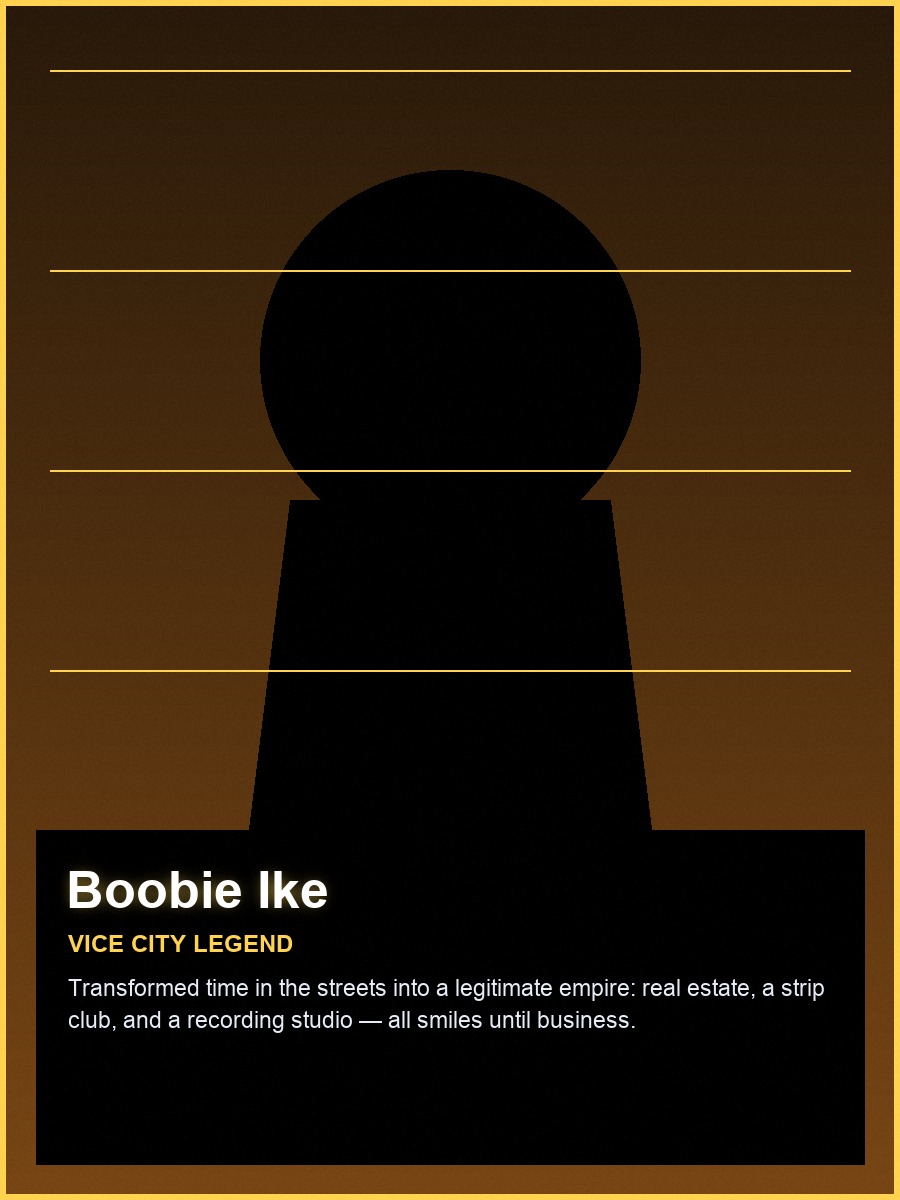 Boobie Ike
VICE CITY LEGEND
Transformed time in the streets into a legitimate empire: real estate, a strip
club, and a recording studio — all smiles until business.